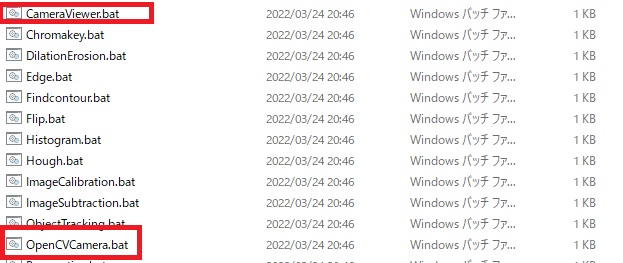 CameraViewer.bat 2022/03/24 20:46 Windows バッチ ファ... 1 KB
Chromakey.bat 2022/03/24 20:46 Windows バッチ ファ... 1 KB
DilationErosion.bat 2022/03/24 20:46 Windows バッチ ファ... 1 KB
Edge.bat 2022/03/24 20:46 Windows バッチ ファ... 1 KB
Findcontour.bat 2022/03/24 20:46 Windows バッチ ファ... 1 KB
Flip.bat 2022/03/24 20:46 Windows バッチ ファ... 1 KB
Histogram.bat 2022/03/24 20:46 Windows バッチ ファ... 1 KB
Hough.bat 2022/03/24 20:46 Windows バッチ ファ... 1 KB
ImageCalibration.bat 2022/03/24 20:46 Windows バッチ ファ... 1 KB
ImageSubtraction.bat 2022/03/24 20:46 Windows バッチ ファ... 1 KB
ObjectTracking.bat 2022/03/24 20:46 Windows バッチ ファ... 1 KB
OpenCVCamera.bat 2022/03/24 20:46 Windows バッチ ファ... 1 KB